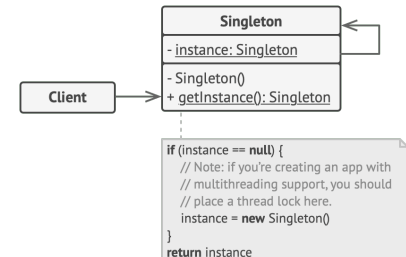 Singleton
- instance: Singleton
- Singleton()
+ getInstance(): Singleton
Client
if (instance == null) {
// Note: if you're creating an app with
// multithreading support, you should
// place a thread lock here.
instance = new Singleton()
}
return instance